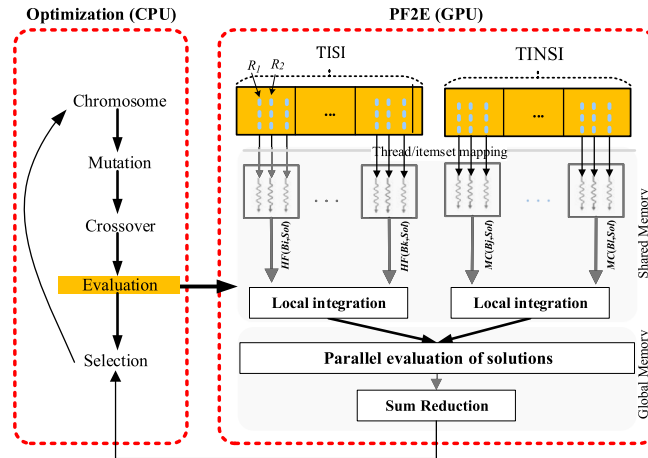 Optimization (CPU)
PF2E (GPU)
TISI
TINSI
R1
R2
...
...
Chromosome
Mutation
Crossover
Evaluation
Selection
Thread/itemset mapping
HF(Bi,Sol)
HF(Bk,Sol)
MC(Bj,Sol)
MC(Bl,Sol)
Shared Memory
Local integration
Local integration
Parallel evaluation of solutions
Sum Reduction
Global Memory